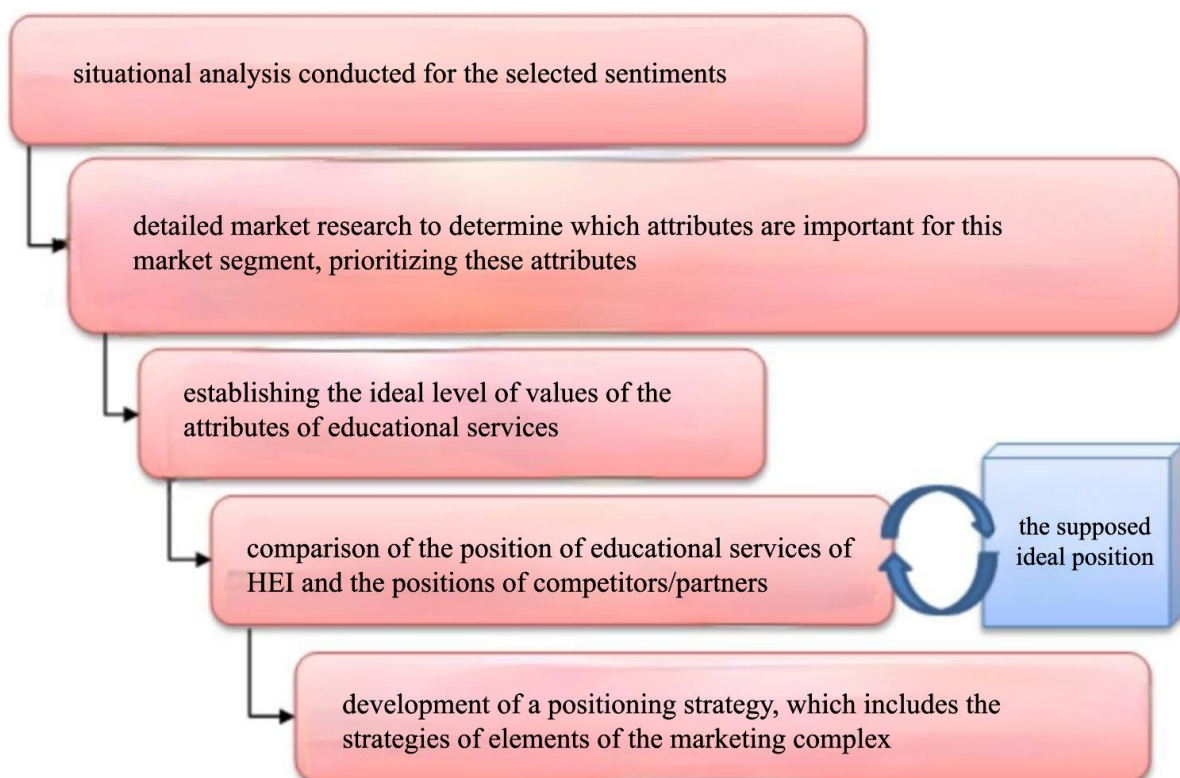 situational analysis conducted for the selected sentiments
detailed market research to determine which attributes are important for this
market segment, prioritizing these attributes
establishing the ideal level of values of the
attributes of educational services
comparison of the position of educational services of
HEI and the positions of competitors/partners
the supposed
ideal position
development of a positioning strategy, which includes the
strategies of elements of the marketing complex